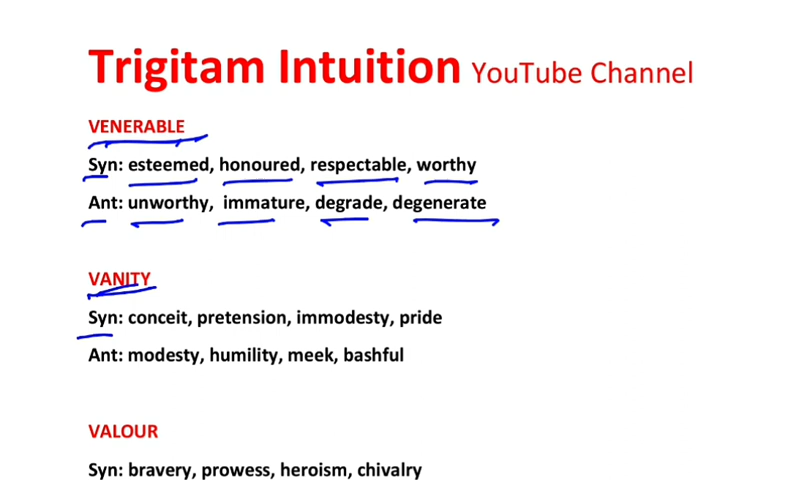 Trigitam Intuition YouTube Channel
VENERABLE
Syn: esteemed, honoured, respectable, worthy
Ant: unworthy, immature, degrade, degenerate
VANITY
Syn: conceit, pretension, immodesty, pride
Ant: modesty, humility, meek, bashful
VALOUR
Syn: bravery, prowess, heroism, chivalry